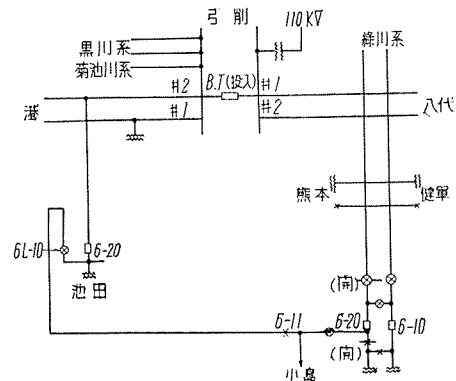 弓削
110KV
緑川系
黒川系
菊池川系
#2 B.T(投入) #1
港 #1 #2 八代
熊本 健軍
6L-10 6-20
池田
(開)
6-11 6-20 6-10
(開)
小島